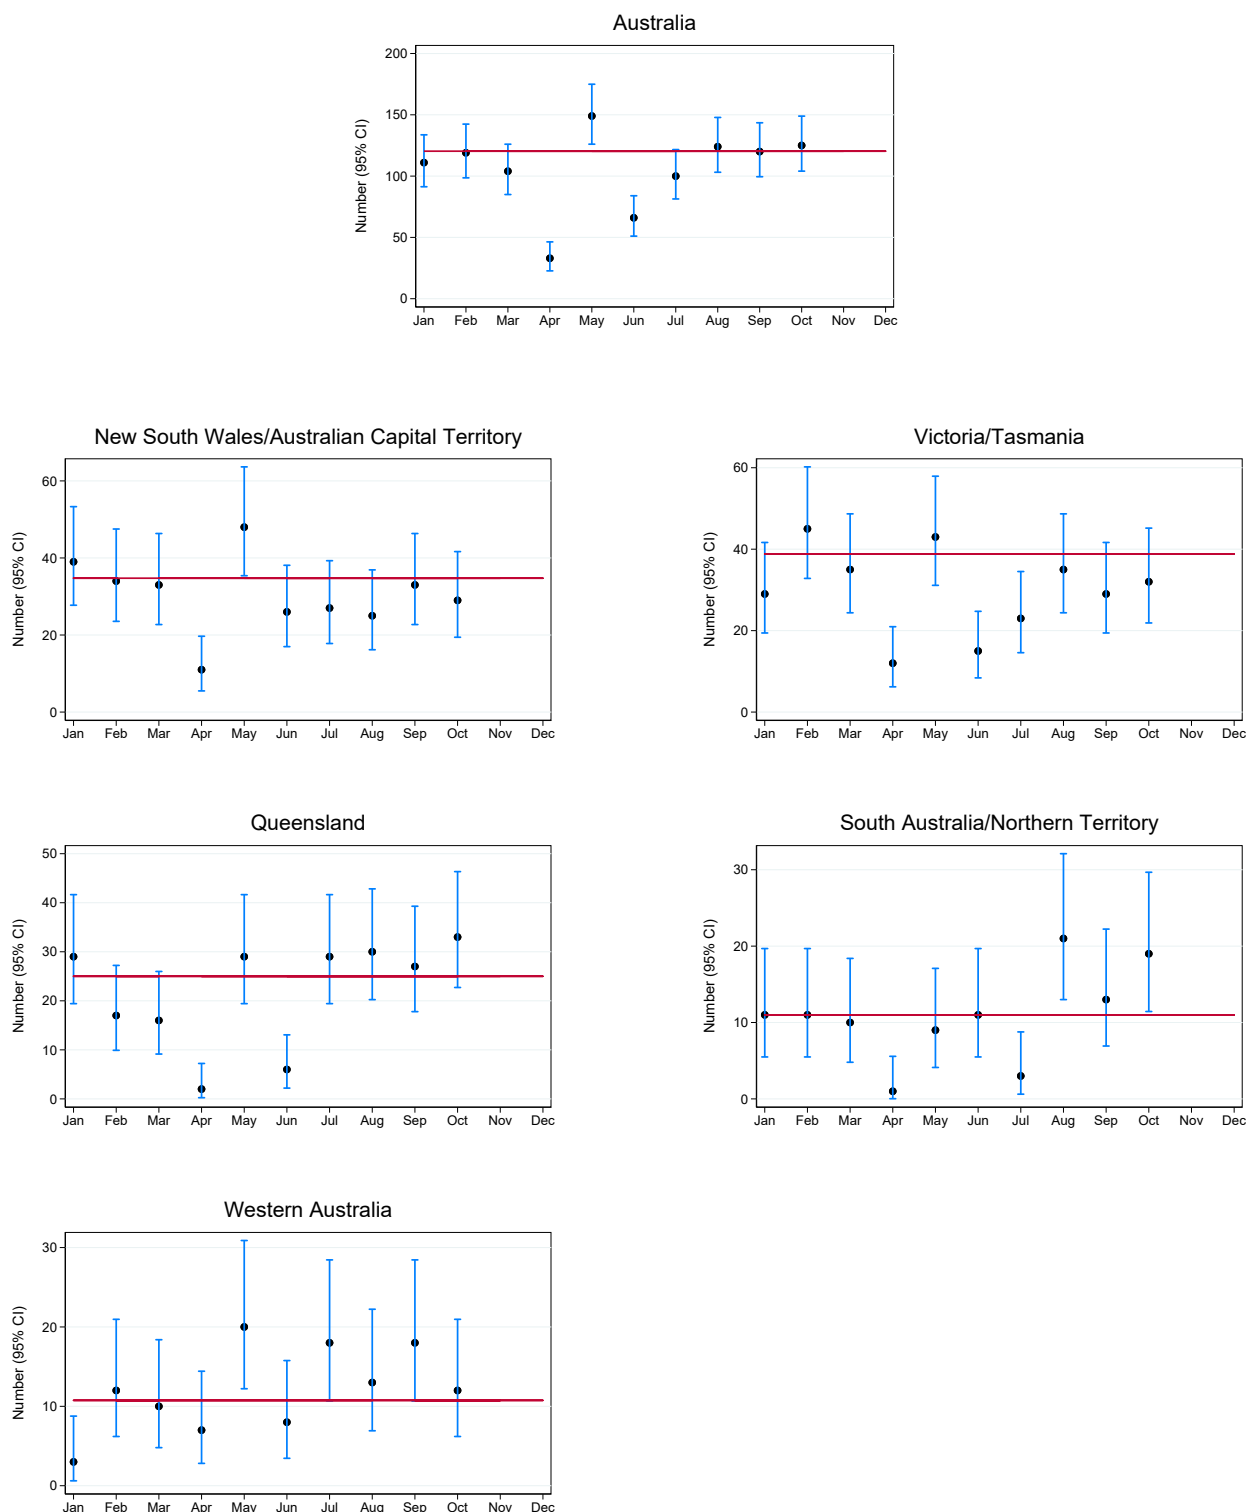 Australia
Number (95% CI)
200
150
100
50
0
Jan Feb Mar Apr May Jun Jul Aug Sep Oct Nov Dec
New South Wales/Australian Capital Territory
Number (95% CI)
60
40
20
0
Jan Feb Mar Apr May Jun Jul Aug Sep Oct Nov Dec
Victoria/Tasmania
Number (95% CI)
60
40
20
0
Jan Feb Mar Apr May Jun Jul Aug Sep Oct Nov Dec
Queensland
Number (95% CI)
50
40
30
20
10
0
Jan Feb Mar Apr May Jun Jul Aug Sep Oct Nov Dec
South Australia/Northern Territory
Number (95% CI)
30
20
10
0
Jan Feb Mar Apr May Jun Jul Aug Sep Oct Nov Dec
Western Australia
Number (95% CI)
30
20
10
0
Jan Feb Mar Apr May Jun Jul Aug Sep Oct Nov Dec